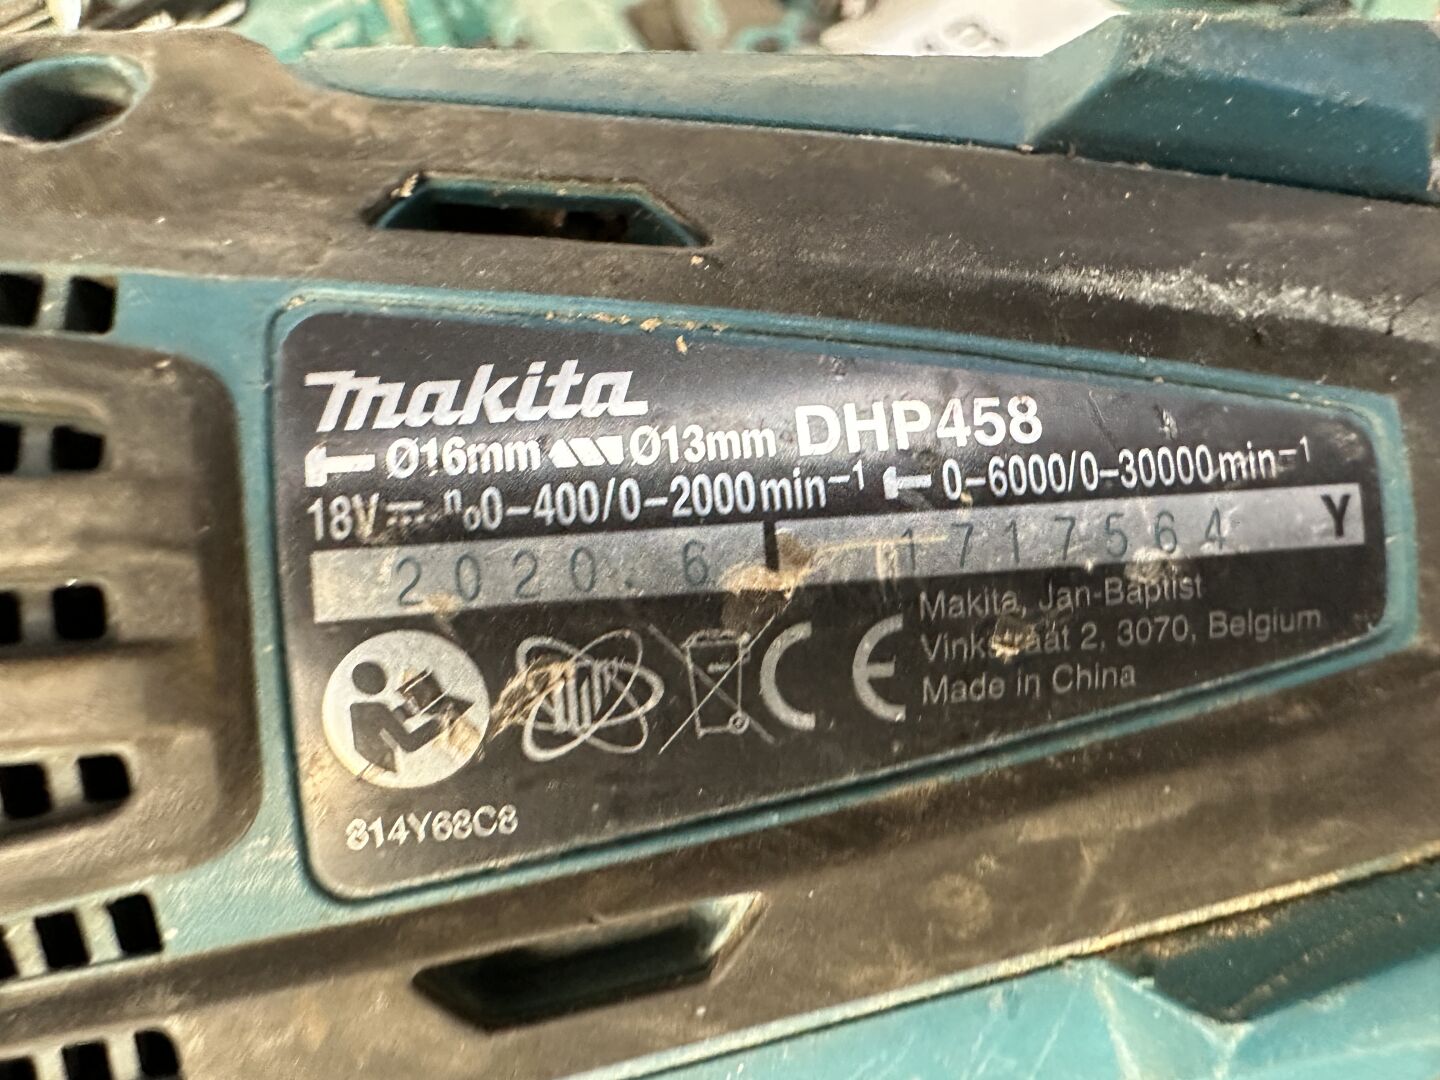 makita
Ø16mm Ø13mm DHP458
18V n₀0-400/0-2000min⁻¹ 0-6000/0-30000min⁻¹
2020.6 1717564 Y
Makita, Jan-Baptist
Vinkstraat 2, 3070, Belgium
CE Made in China
814Y68C8